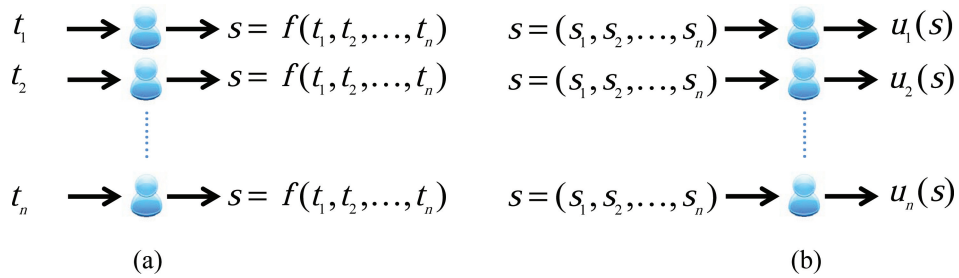 t₁ s = f(t₁,t₂,…,tₙ) s = (s₁,s₂,…,sₙ) u₁(s)
t₂ s = f(t₁,t₂,…,tₙ) s = (s₁,s₂,…,sₙ) u₂(s)
tₙ s = f(t₁,t₂,…,tₙ) s = (s₁,s₂,…,sₙ) uₙ(s)
(a) (b)